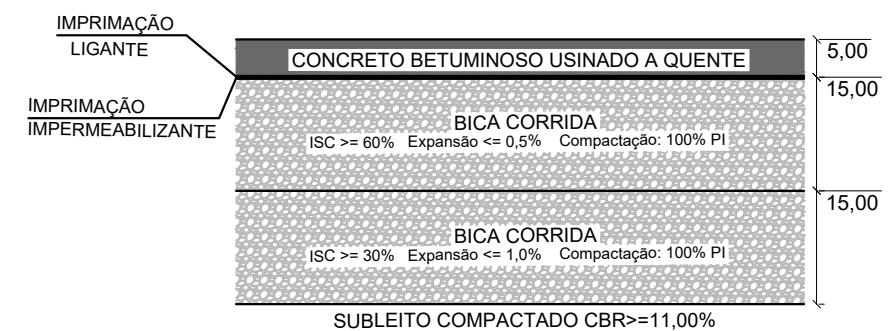 IMPRIMAÇÃO
LIGANTE
IMPRIMAÇÃO
IMPERMEABILIZANTE
CONCRETO BETUMINOSO USINADO A QUENTE
5,00
15,00
BICA CORRIDA
ISC >= 60% Expansão <= 0,5% Compactação: 100% PI
15,00
BICA CORRIDA
ISC >= 30% Expansão <= 1,0% Compactação: 100% PI
SUBLEITO COMPACTADO CBR>=11,00%